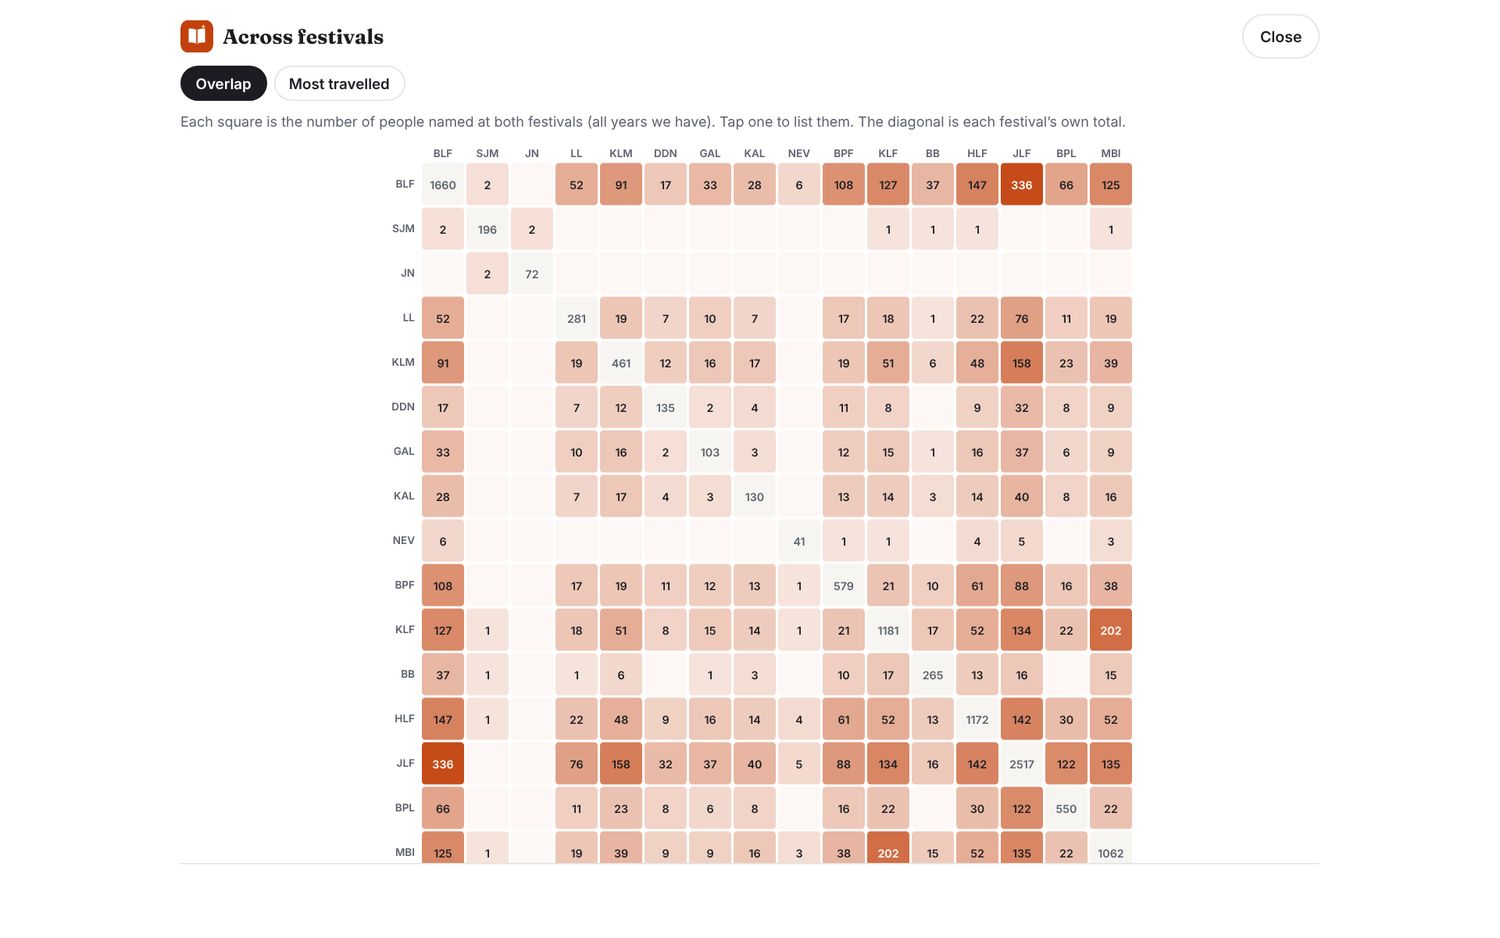 Across festivals
Close
Overlap Most travelled
Each square is the number of people named at both festivals (all years we have). Tap one to list them. The diagonal is each festival’s own total.
BLF SJM JN LL KLM DDN GAL KAL NEV BPF KLF BB HLF JLF BPL MBI
BLF 1660 2 52 91 17 33 28 6 108 127 37 147 336 66 125
SJM 2 196 2 1 1 1 1
JN 2 72
LL 52 281 19 7 10 7 17 18 1 22 76 11 19
KLM 91 19 461 12 16 17 19 51 6 48 158 23 39
DDN 17 7 12 135 2 4 11 8 9 32 8 9
GAL 33 10 16 2 103 3 12 15 1 16 37 6 9
KAL 28 7 17 4 3 130 13 14 3 14 40 8 16
NEV 6 41 1 1 4 5 3
BPF 108 17 19 11 12 13 1 579 21 10 61 88 16 38
KLF 127 1 18 51 8 15 14 1 21 1181 17 52 134 22 202
BB 37 1 1 6 1 3 10 17 265 13 16 15
HLF 147 1 22 48 9 16 14 4 61 52 13 1172 142 30 52
JLF 336 76 158 32 37 40 5 88 134 16 142 2517 122 135
BPL 66 11 23 8 6 8 16 22 30 122 550 22
MBI 125 1 19 39 9 9 16 3 38 202 15 52 135 22 1062